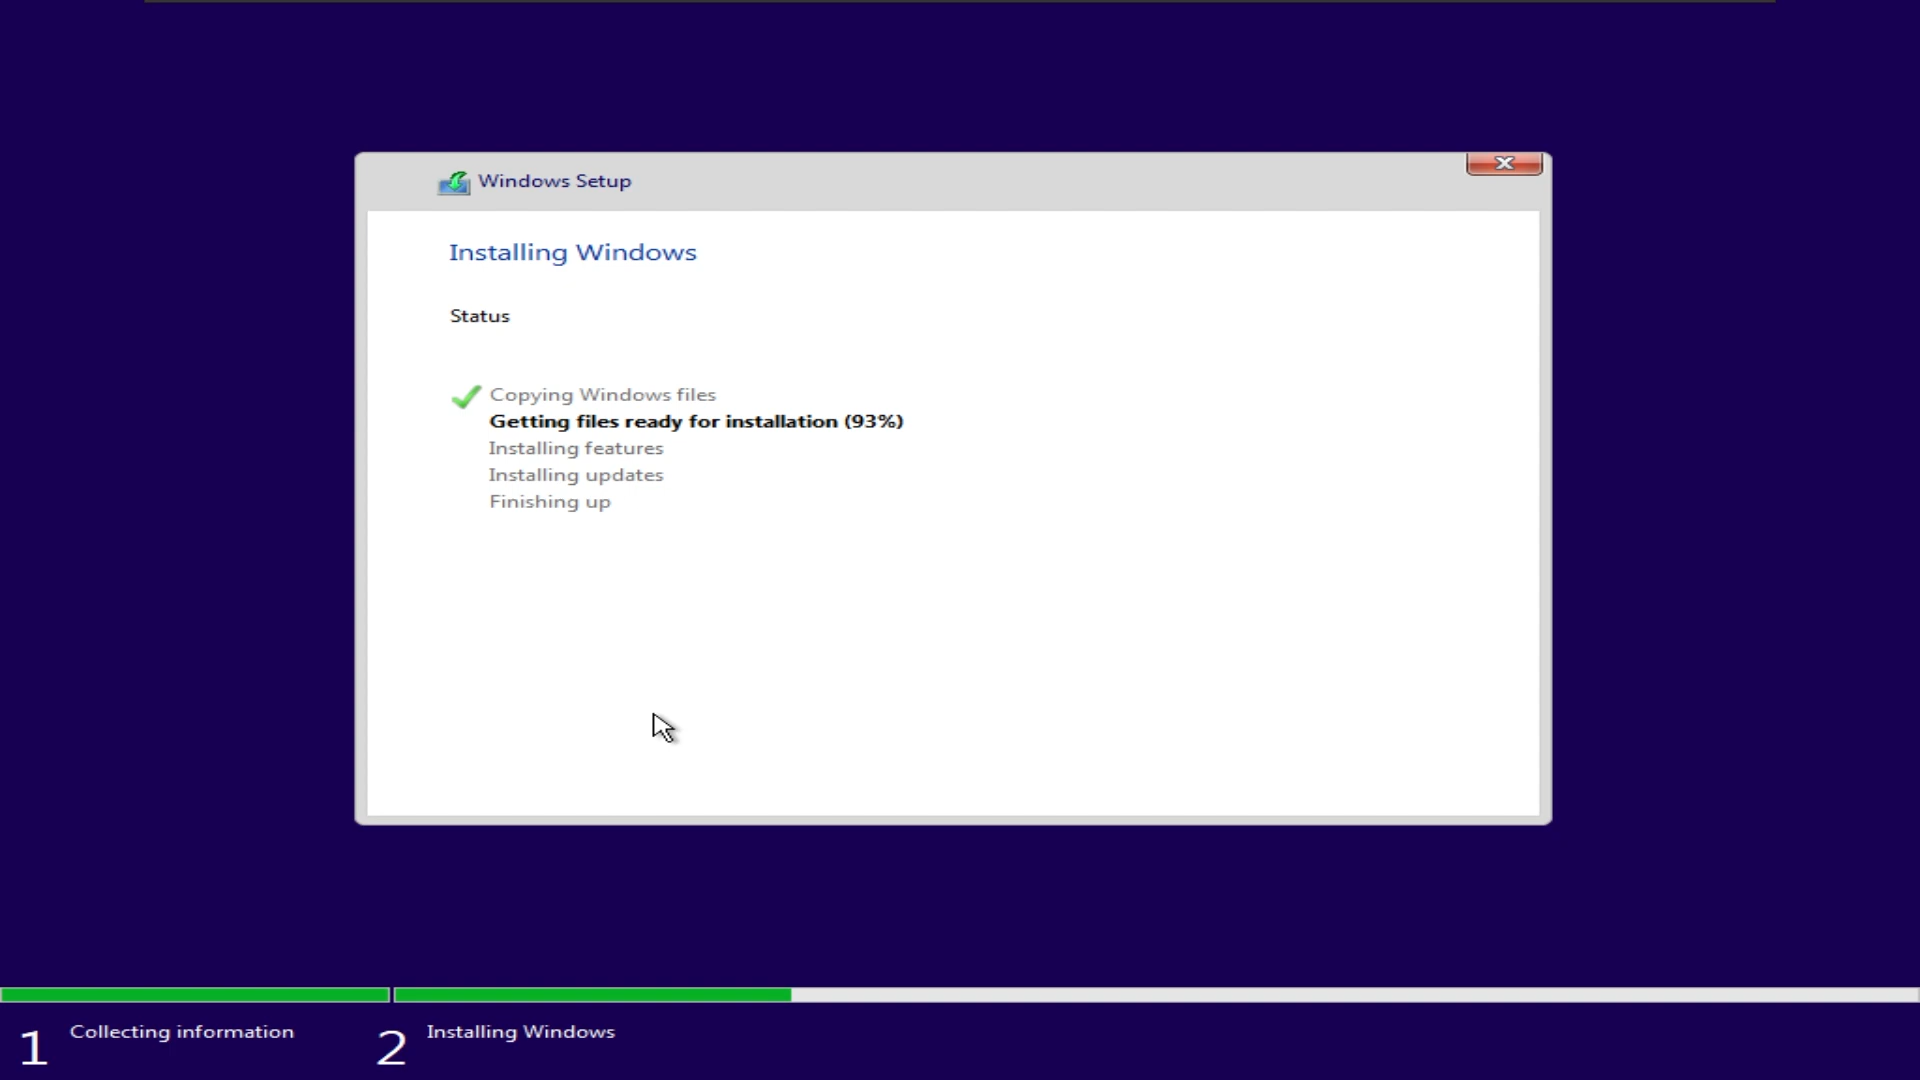 Windows Setup
Installing Windows
Status
Copying Windows files
Getting files ready for installation (93%)
Installing features
Installing updates
Finishing up
1 Collecting information
2 Installing Windows